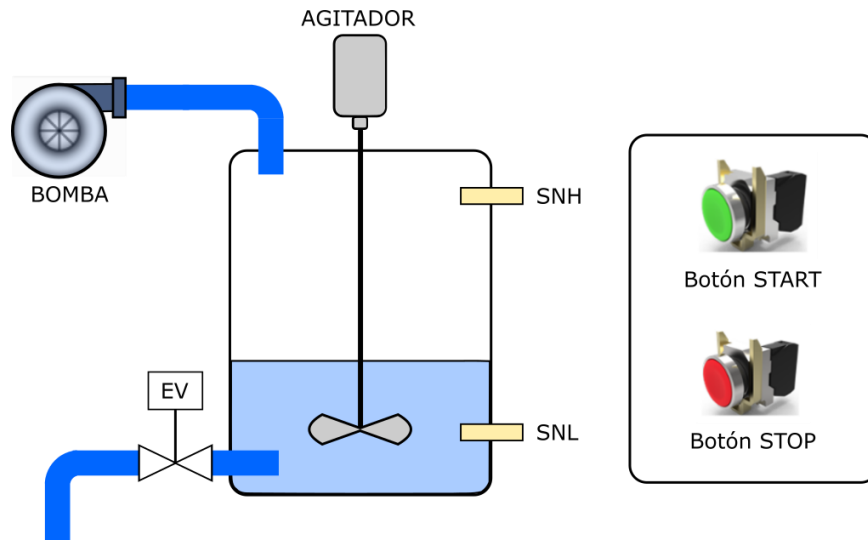 AGITADOR
BOMBA
SNH
Botón START
EV
SNL
Botón STOP